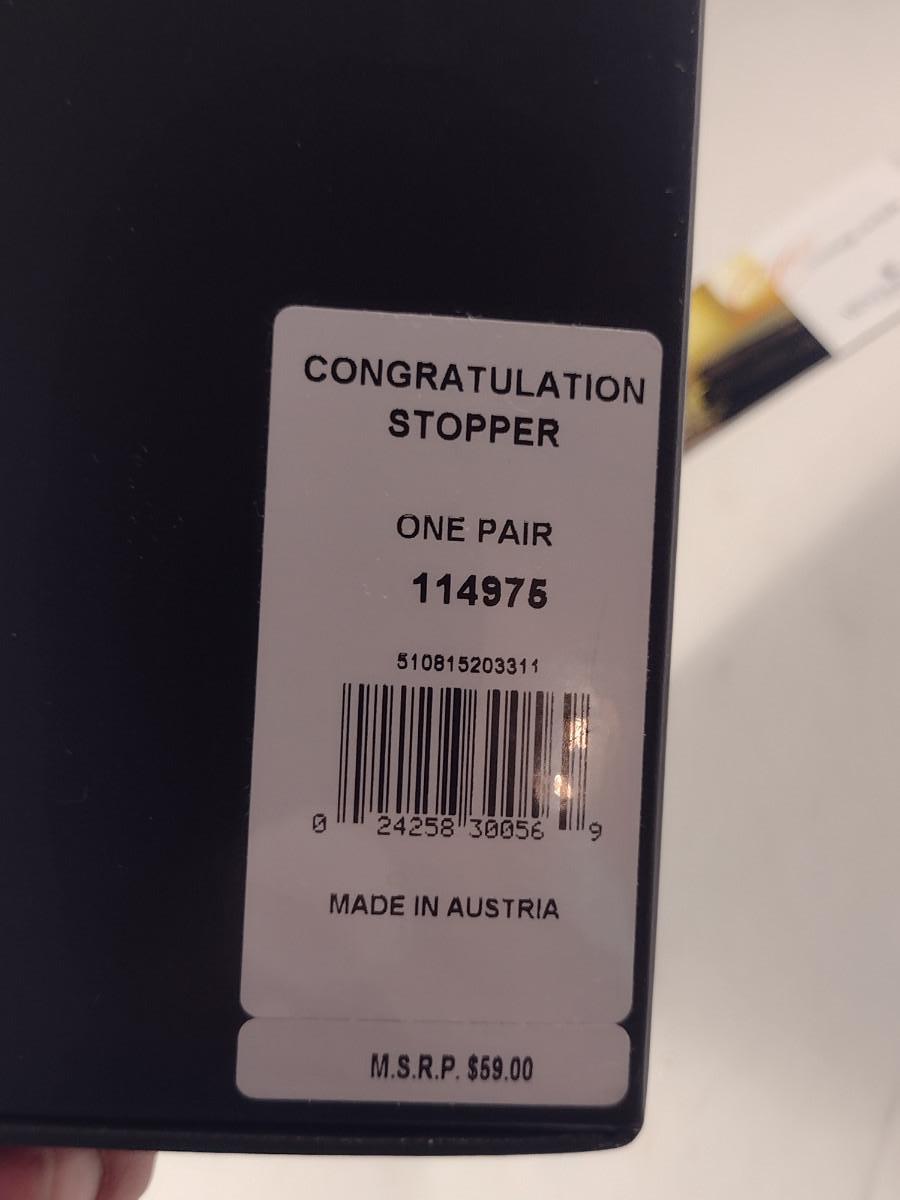 CONGRATULATION
STOPPER
ONE PAIR
114975
510815203311
0 24258 30056 9
MADE IN AUSTRIA
M.S.R.P. $59.00